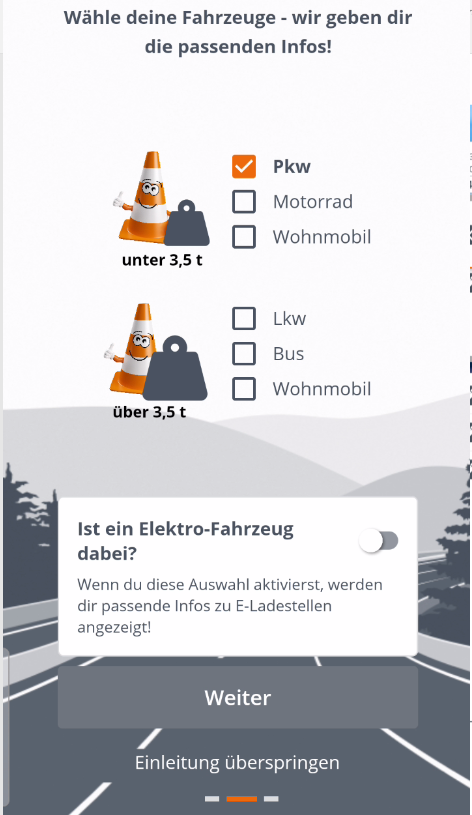 Wähle deine Fahrzeuge - wir geben dir
die passenden Infos!
Pkw
Motorrad
Wohnmobil
unter 3,5 t
Lkw
Bus
Wohnmobil
über 3,5 t
Ist ein Elektro-Fahrzeug
dabei?
Wenn du diese Auswahl aktivierst, werden
dir passende Infos zu E-Ladestellen
angezeigt!
Weiter
Einleitung überspringen